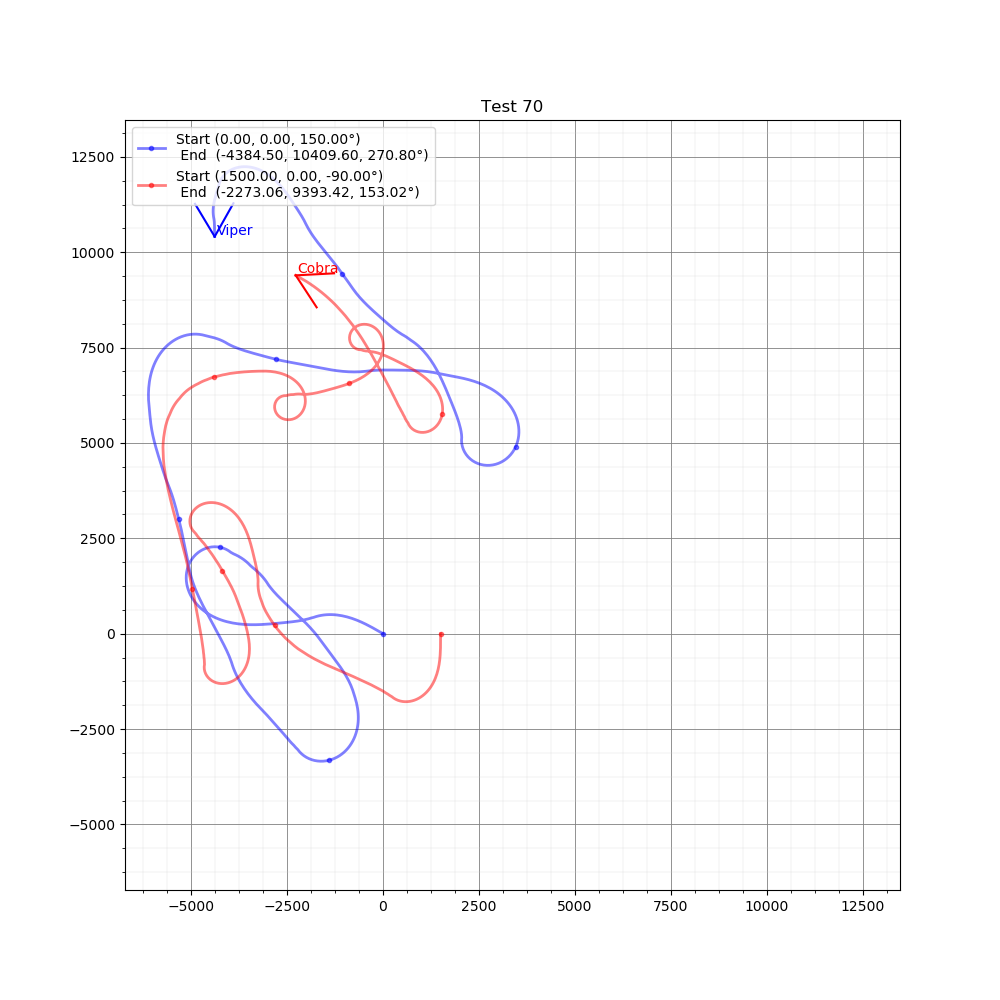 Test 70
Start (0.00, 0.00, 150.00°)
End  (-4384.50, 10409.60, 270.80°)
Start (1500.00, 0.00, -90.00°)
End  (-2273.06, 9393.42, 153.02°)
Viper
Cobra
12500
10000
7500
5000
2500
0
−2500
−5000
−5000 −2500 0 2500 5000 7500 10000 12500